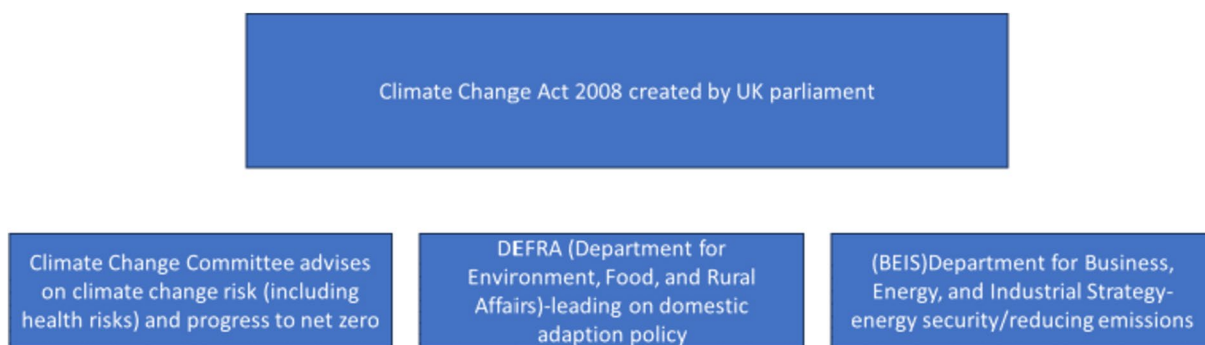 Climate Change Act 2008 created by UK parliament
Climate Change Committee advises
on climate change risk (including
health risks) and progress to net zero
DEFRA (Department for
Environment, Food, and Rural
Affairs)-leading on domestic
adaption policy
(BEIS)Department for Business,
Energy, and Industrial Strategy-
energy security/reducing emissions